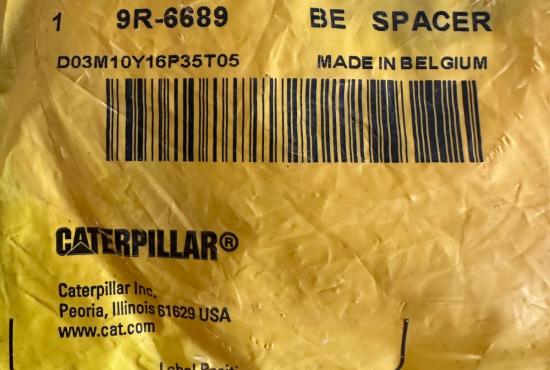 1 9R-6689 BE SPACER
D03M10Y16P35T05 MADE IN BELGIUM
CATERPILLAR®
Caterpillar Inc.
Peoria, Illinois 61629 USA
www.cat.com
Label